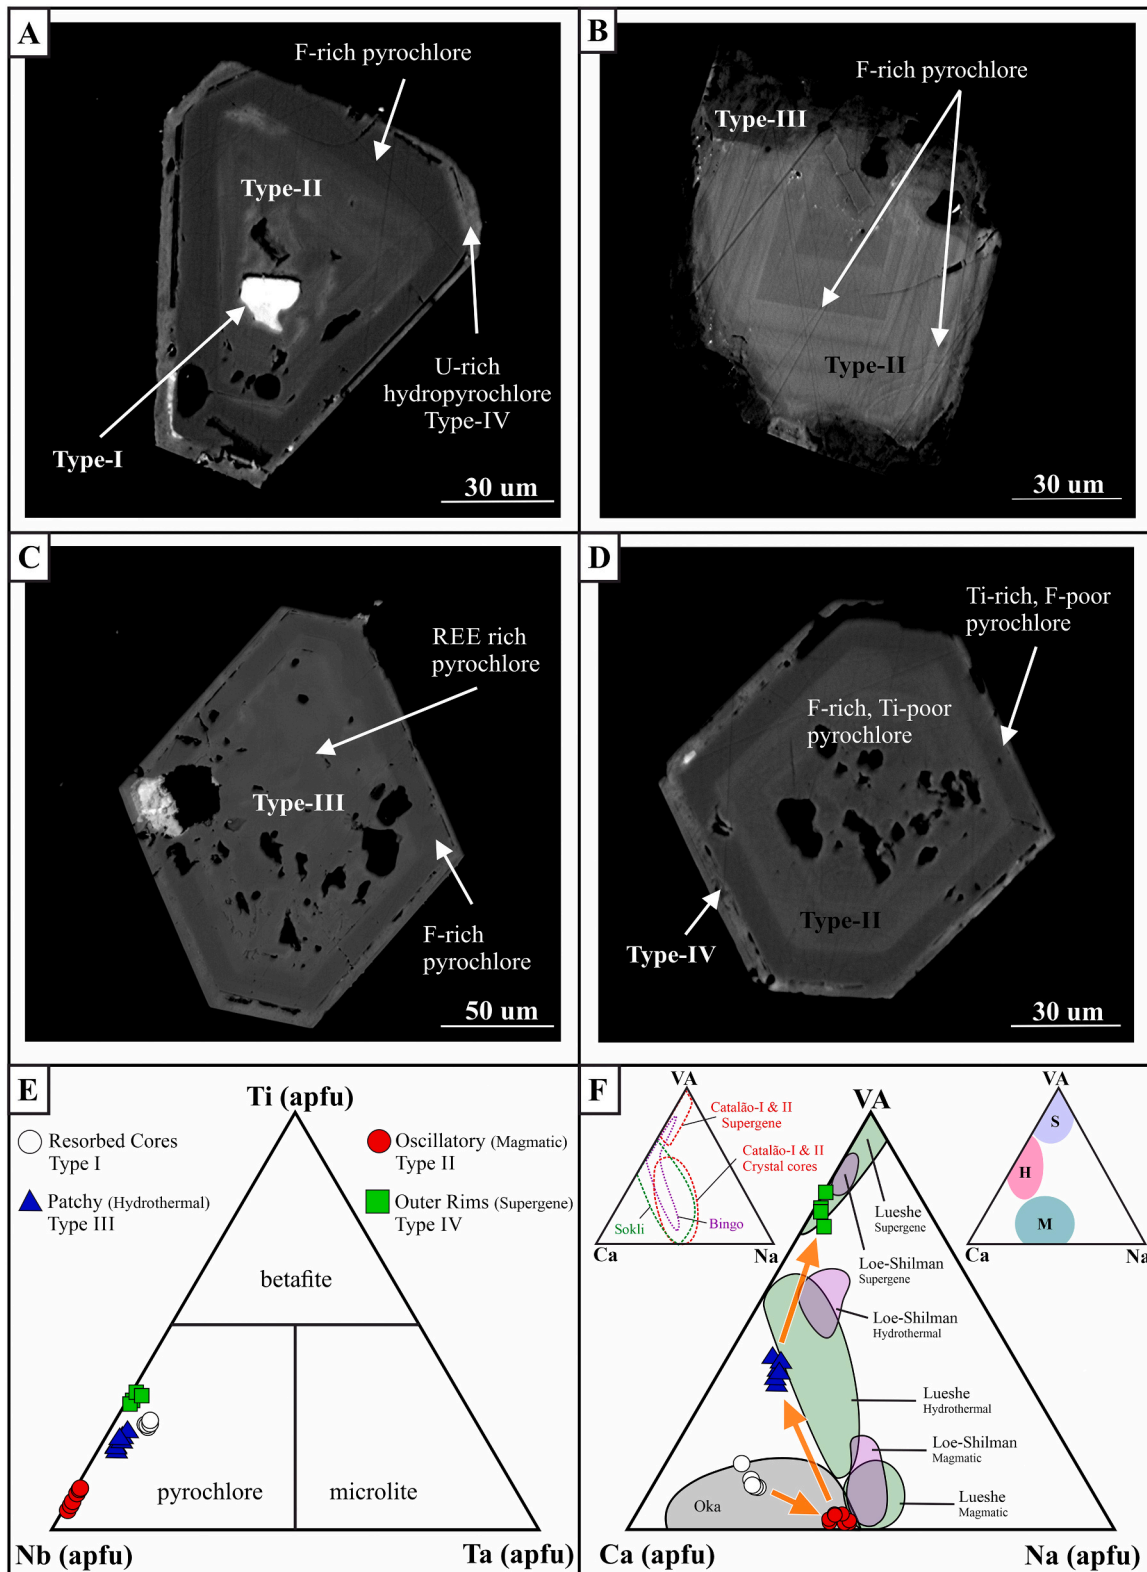 A
F-rich pyrochlore
Type-II
U-rich
hydropyrochlore
Type-IV
Type-I
30 um
B
F-rich pyrochlore
Type-III
Type-II
30 um
C
REE rich
pyrochlore
Type-III
F-rich
pyrochlore
50 um
D
Ti-rich, F-poor
pyrochlore
F-rich, Ti-poor
pyrochlore
Type-II
Type-IV
30 um
E
Ti (apfu)
Resorbed Cores
Type I
Oscillatory (Magmatic)
Type II
Patchy (Hydrothermal)
Type III
Outer Rims (Supergene)
Type IV
betafite
pyrochlore
microlite
Nb (apfu)
Ta (apfu)
F
VA
Catalão-I & II
Supergene
Catalão-I & II
Crystal cores
Sokli
Bingo
Ca
Na
VA
S
H
M
Ca
Na
VA
Lueshe
Supergene
Loe-Shilman
Supergene
Loe-Shilman
Hydrothermal
Lueshe
Hydrothermal
Loe-Shilman
Magmatic
Lueshe
Magmatic
Oka
Ca (apfu)
Na (apfu)